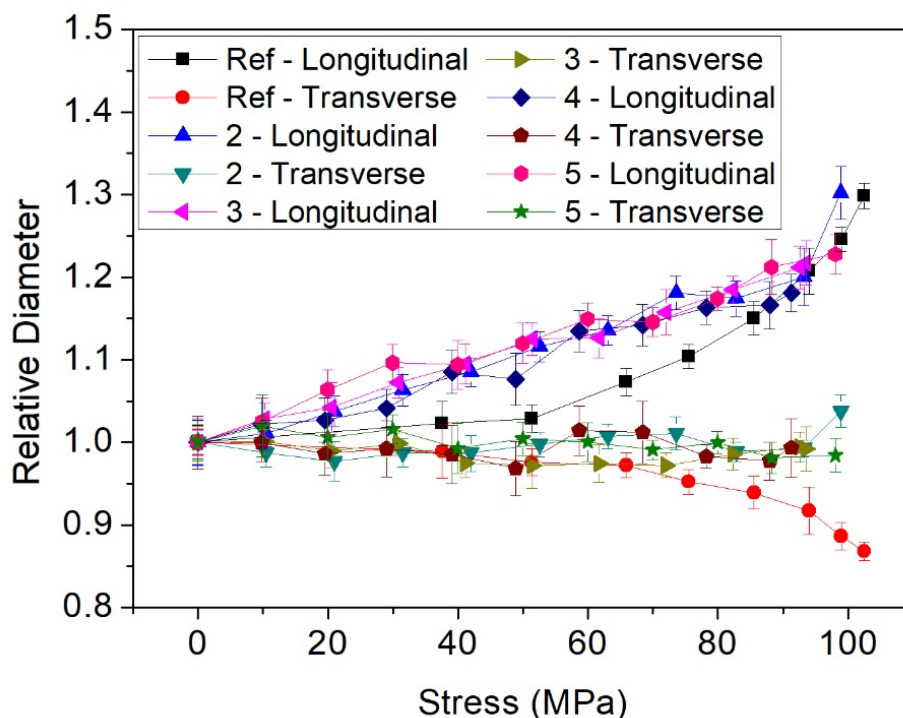 1.5
1.4
1.3
1.2
1.1
1.0
0.9
0.8
Relative Diameter
Ref - Longitudinal
Ref - Transverse
2 - Longitudinal
2 - Transverse
3 - Longitudinal
3 - Transverse
4 - Longitudinal
4 - Transverse
5 - Longitudinal
5 - Transverse
0 20 40 60 80 100
Stress (MPa)